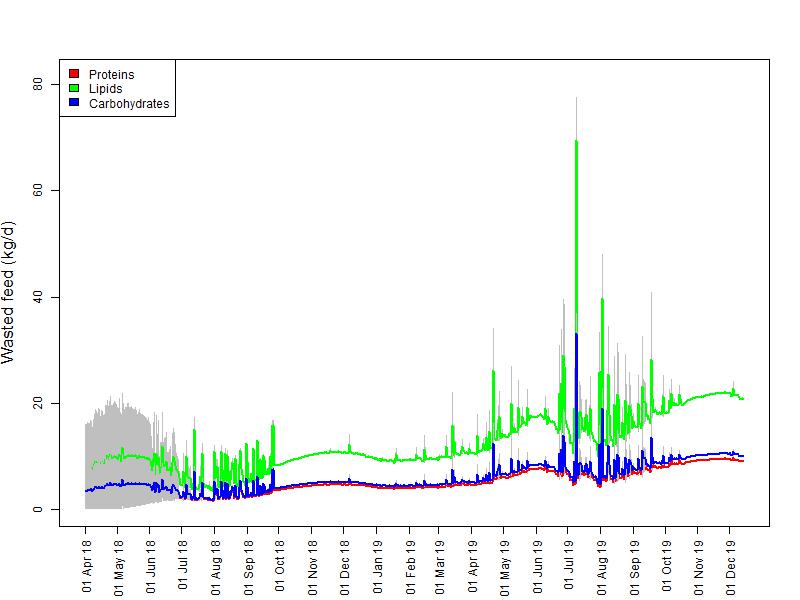 Proteins
Lipids
Carbohydrates
Wasted feed (kg/d)
80
60
40
20
0
01 Apr 18
01 May 18
01 Jun 18
01 Jul 18
01 Aug 18
01 Sep 18
01 Oct 18
01 Nov 18
01 Dec 18
01 Jan 19
01 Feb 19
01 Mar 19
01 Apr 19
01 May 19
01 Jun 19
01 Jul 19
01 Aug 19
01 Sep 19
01 Oct 19
01 Nov 19
01 Dec 19